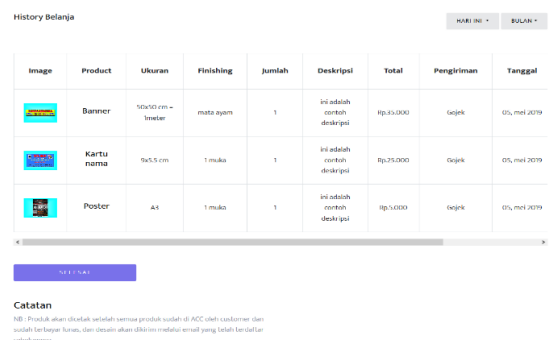 History Belanja
HARI INI
BULAN
Image Product Ukuran Finishing Jumlah Deskripsi Total Pengiriman Tanggal
Banner
50x50 cm =
1meter
mata ayam
1
ini adalah
contoh
deskripsi
Rp.35.000
Gojek
05, mei 2019
Kartu
nama
9x5.5 cm
1 muka
1
ini adalah
contoh
deskripsi
Rp.25.000
Gojek
05, mei 2019
Poster
A3
1 muka
1
ini adalah
contoh
deskripsi
Rp.5.000
Gojek
05, mei 2019
SELESAI
Catatan
NB : Produk akan dicetak setelah semua produk sudah di ACC oleh customer dan
sudah terbayar lunas, dan desain akan dikirim melalui email yang telah terdaftar